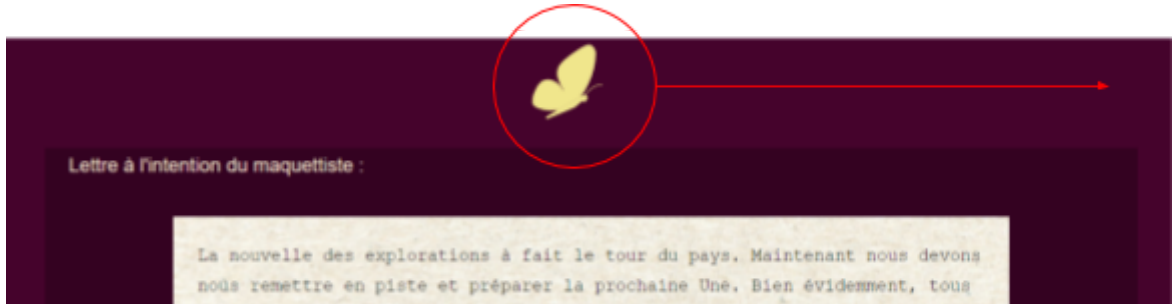 Lettre à l'intention du maquettiste :
La nouvelle des explorations à fait le tour du pays. Maintenant nous devons
nous remettre en piste et préparer la prochaine Une. Bien évidemment, tous